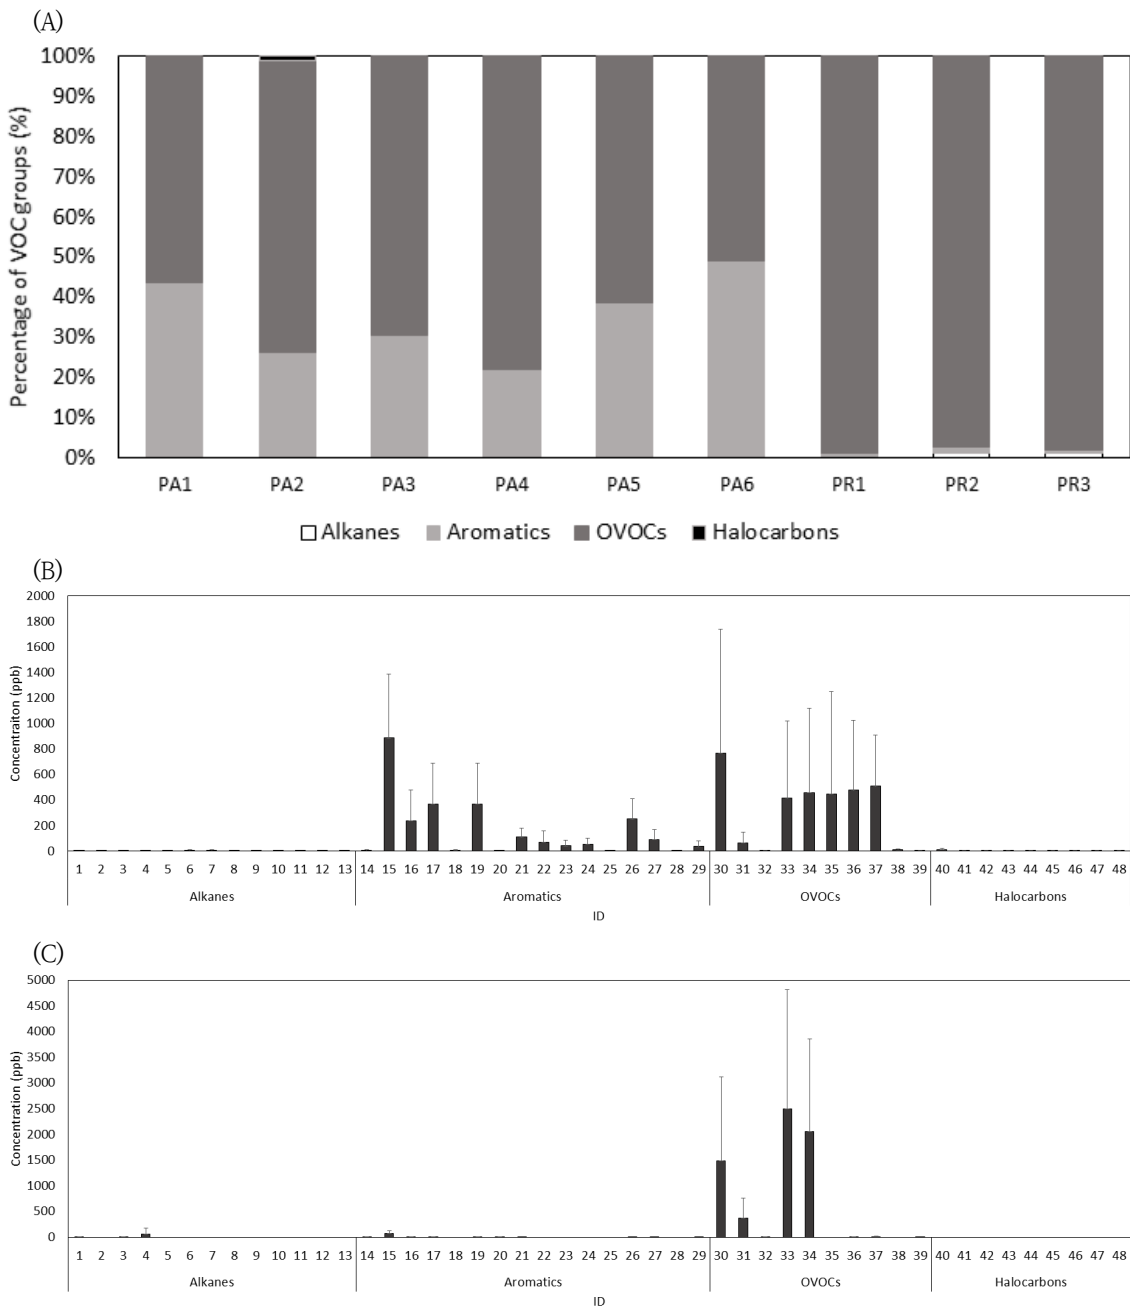 (A)
Percentage of VOC groups (%)
100%
90%
80%
70%
60%
50%
40%
30%
20%
10%
0%
PA1 PA2 PA3 PA4 PA5 PA6 PR1 PR2 PR3
Alkanes Aromatics OVOCs Halocarbons
(B)
Concentraiton (ppb)
2000
1800
1600
1400
1200
1000
800
600
400
200
0
1 2 3 4 5 6 7 8 9 10 11 12 13 14 15 16 17 18 19 20 21 22 23 24 25 26 27 28 29 30 31 32 33 34 35 36 37 38 39 40 41 42 43 44 45 46 47 48
Alkanes Aromatics OVOCs Halocarbons
ID
(C)
Concentration (ppb)
5000
4500
4000
3500
3000
2500
2000
1500
1000
500
0
1 2 3 4 5 6 7 8 9 10 11 12 13 14 15 16 17 18 19 20 21 22 23 24 25 26 27 28 29 30 31 32 33 34 35 36 37 38 39 40 41 42 43 44 45 46 47 48
Alkanes Aromatics OVOCs Halocarbons
ID